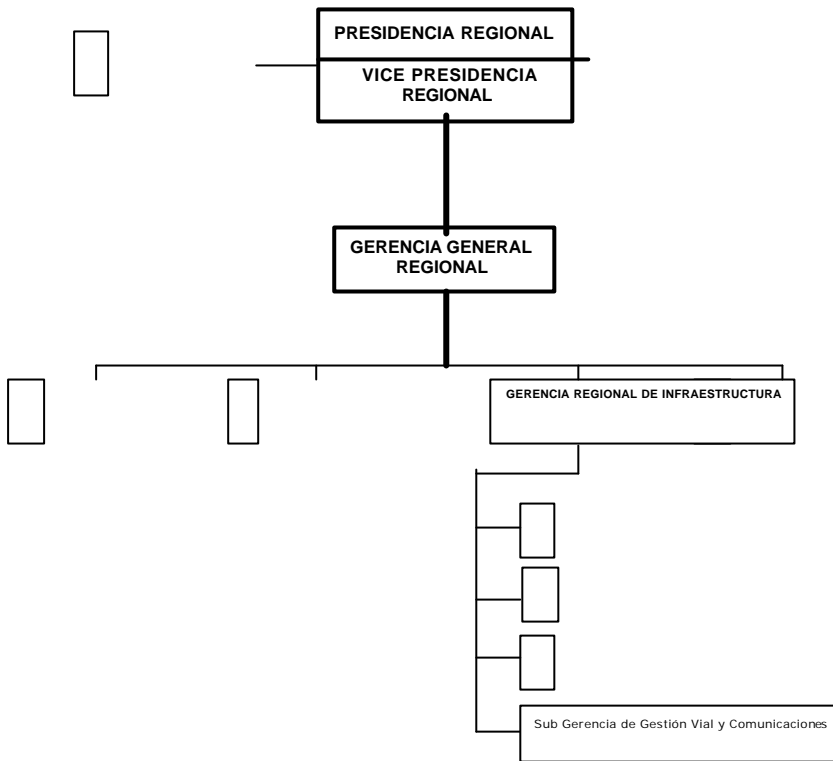 PRESIDENCIA REGIONAL
VICE PRESIDENCIA
REGIONAL
GERENCIA GENERAL
REGIONAL
GERENCIA REGIONAL DE INFRAESTRUCTURA
Sub Gerencia de Gestión Vial y Comunicaciones